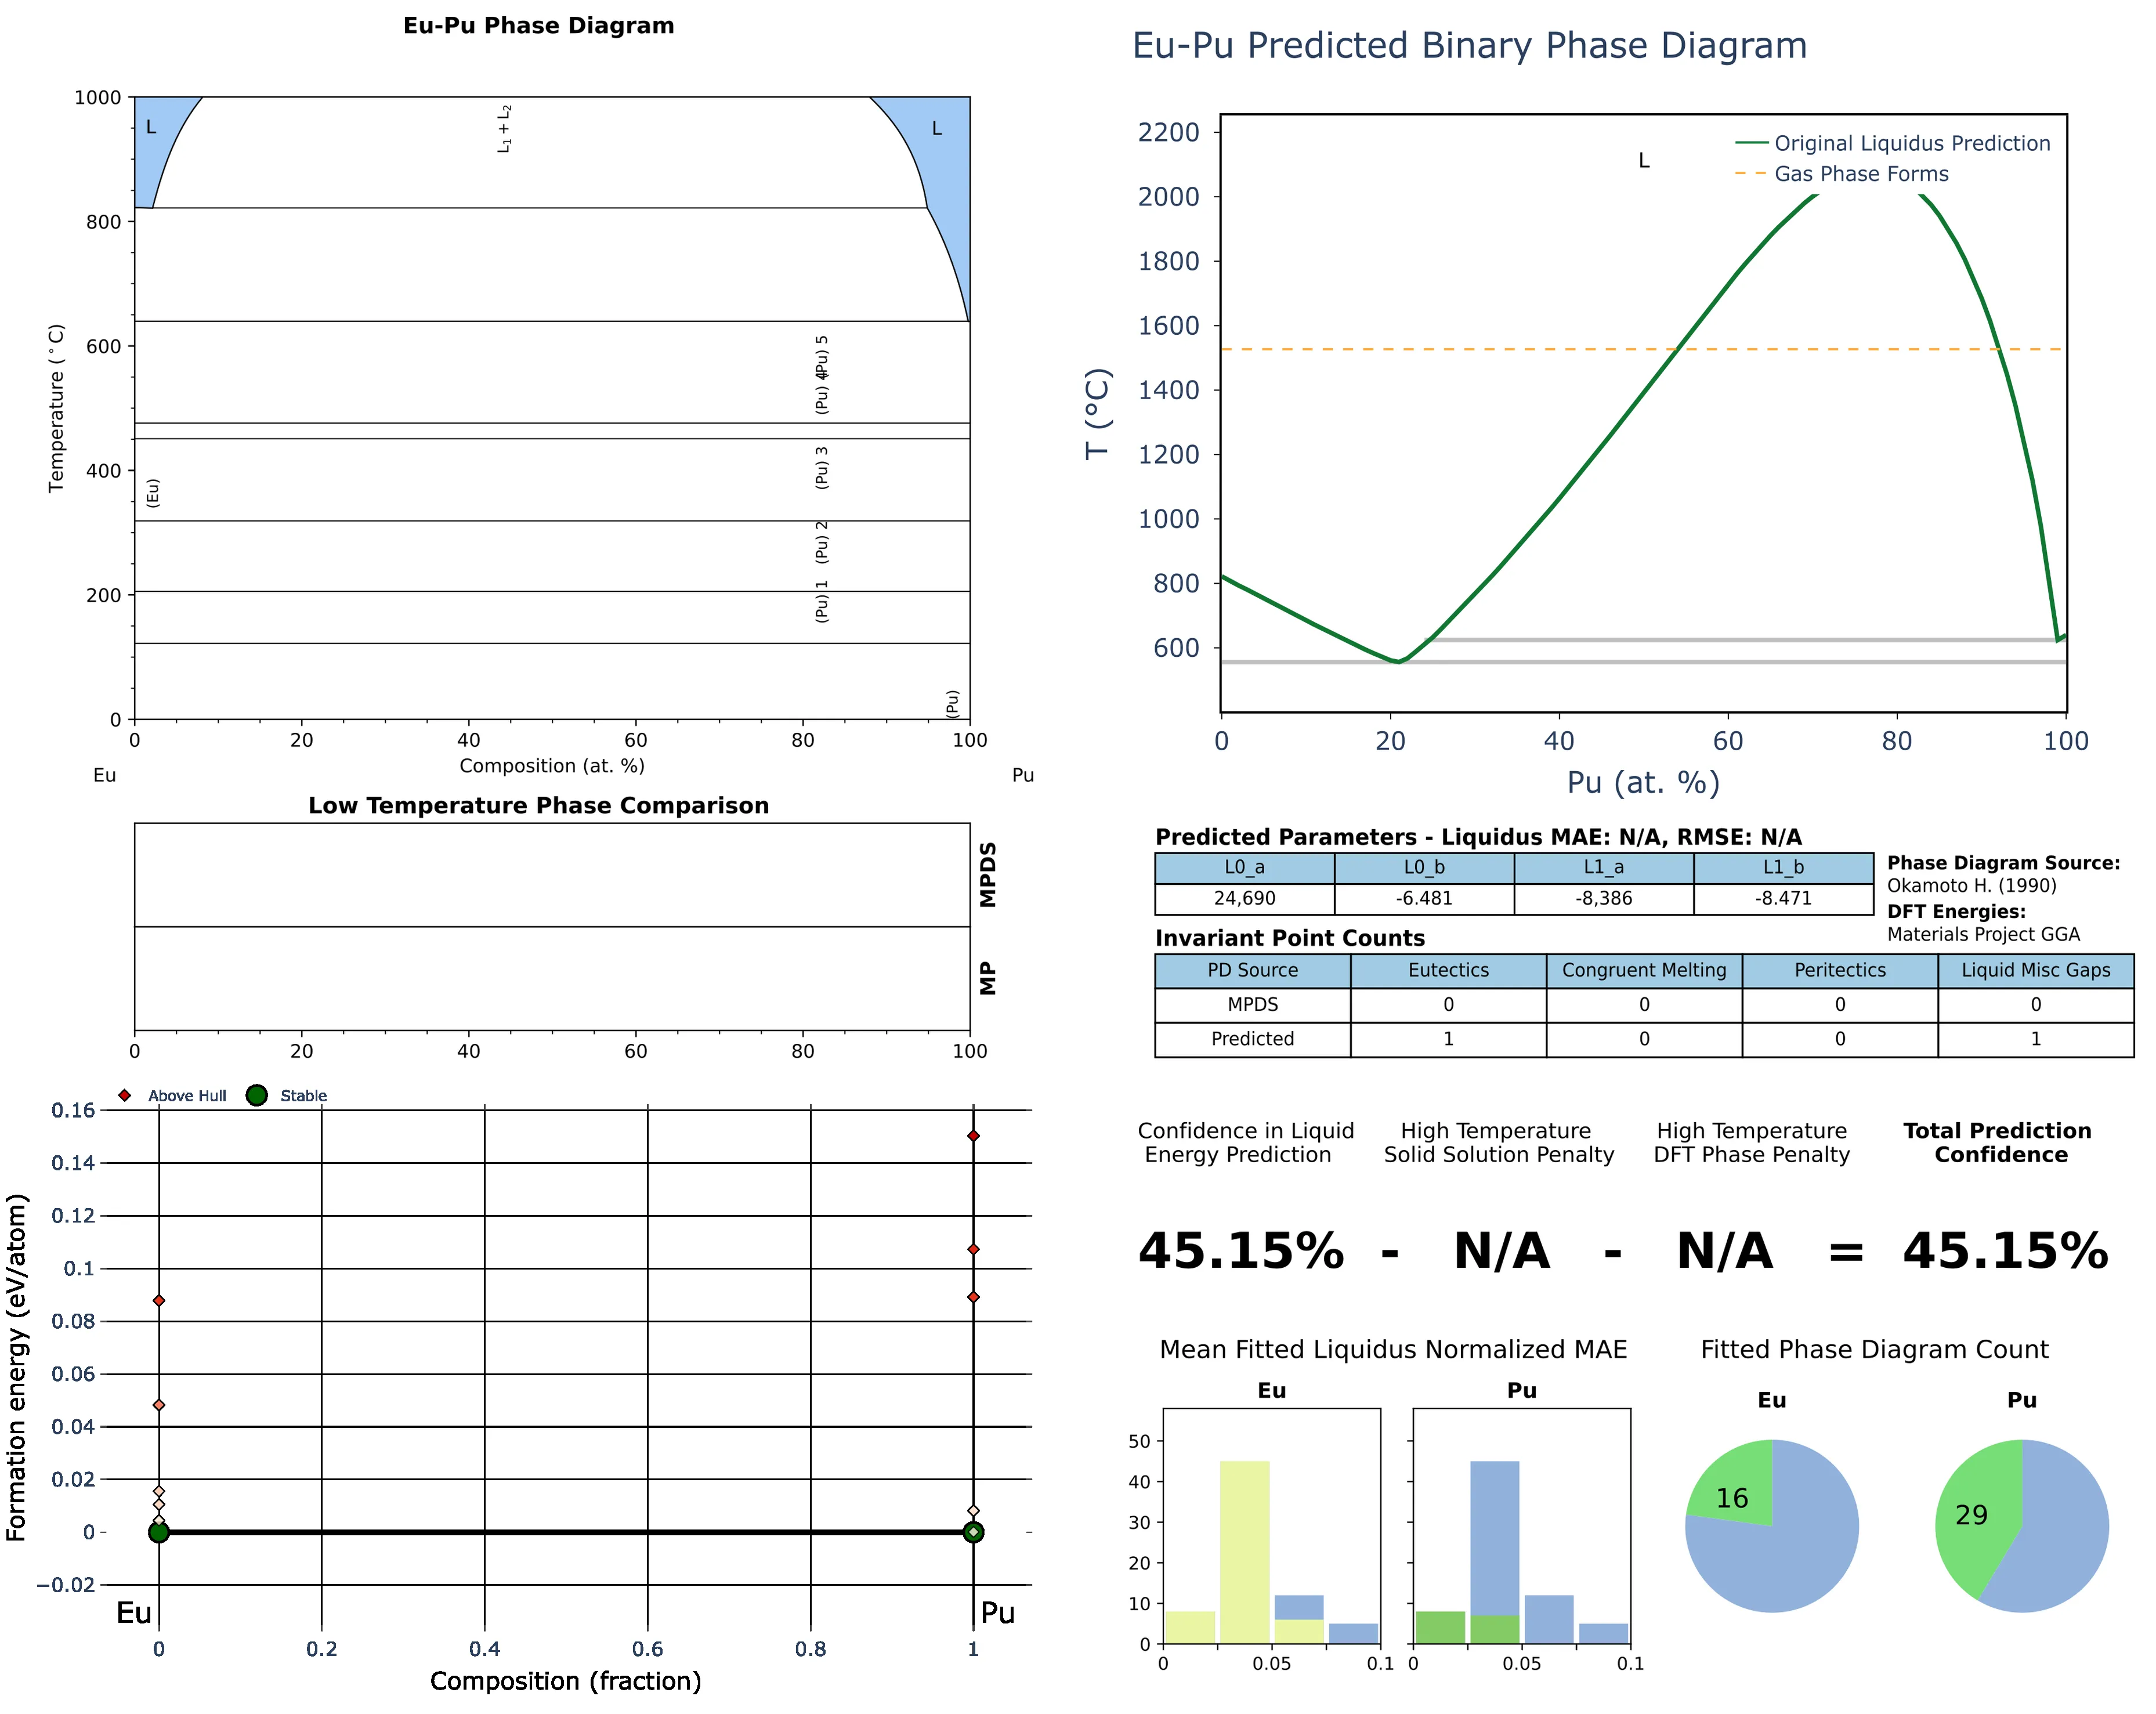 Eu-Pu Phase Diagram
1000
800
600
400
200
0
Temperature (°C)
L
L₁ + L₂
L
(Pu) 5
(Pu) 4
(Pu) 3
(Eu)
(Pu) 2
(Pu) 1
(Pu)
0 20 40 60 80 100
Composition (at. %)
Eu Pu
Low Temperature Phase Comparison
MPDS
MP
0 20 40 60 80 100
Above Hull Stable
0.16
0.14
0.12
0.1
0.08
0.06
0.04
0.02
0
−0.02
Formation energy (eV/atom)
Eu Pu
0 0.2 0.4 0.6 0.8 1
Composition (fraction)
Eu-Pu Predicted Binary Phase Diagram
2200
2000
1800
1600
1400
1200
1000
800
600
T (°C)
L
Original Liquidus Prediction
Gas Phase Forms
0 20 40 60 80 100
Pu (at. %)
Predicted Parameters - Liquidus MAE: N/A, RMSE: N/A
L0_a L0_b L1_a L1_b
24,690 -6.481 -8,386 -8.471
Phase Diagram Source:
Okamoto H. (1990)
DFT Energies:
Materials Project GGA
Invariant Point Counts
PD Source Eutectics Congruent Melting Peritectics Liquid Misc Gaps
MPDS 0 0 0 0
Predicted 1 0 0 1
Confidence in Liquid
Energy Prediction
High Temperature
Solid Solution Penalty
High Temperature
DFT Phase Penalty
Total Prediction
Confidence
45.15% - N/A - N/A = 45.15%
Mean Fitted Liquidus Normalized MAE
Eu Pu
50
40
30
20
10
0
0 0.05 0.1 0 0.05 0.1
Fitted Phase Diagram Count
Eu Pu
16 29